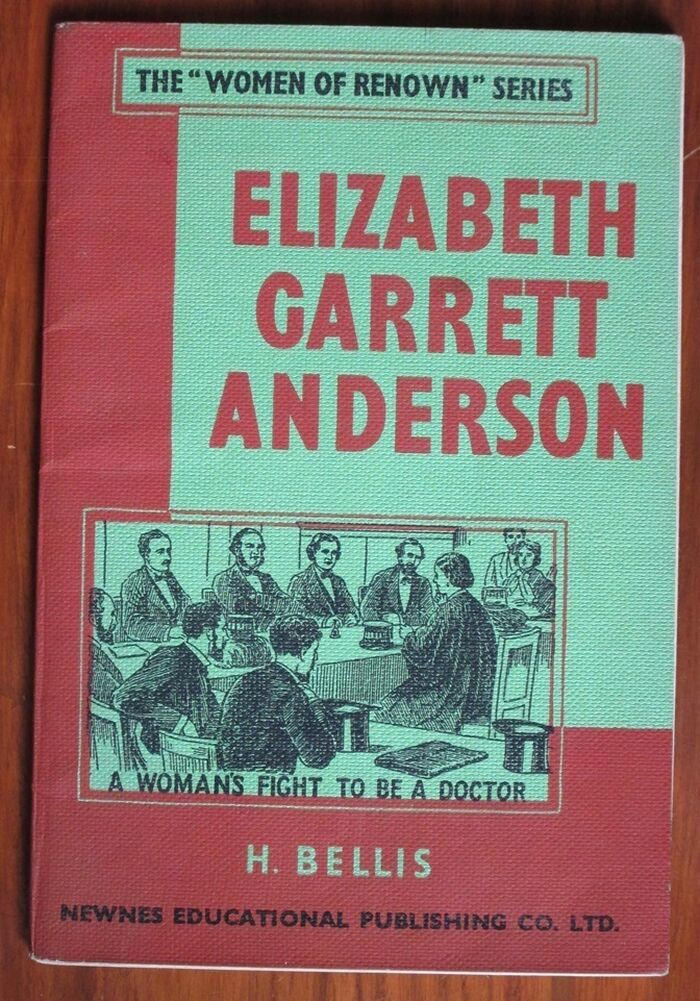 THE "WOMEN OF RENOWN" SERIES
ELIZABETH
GARRETT
ANDERSON
A WOMAN'S FIGHT TO BE A DOCTOR
H. BELLIS
NEWNES EDUCATIONAL PUBLISHING CO. LTD.